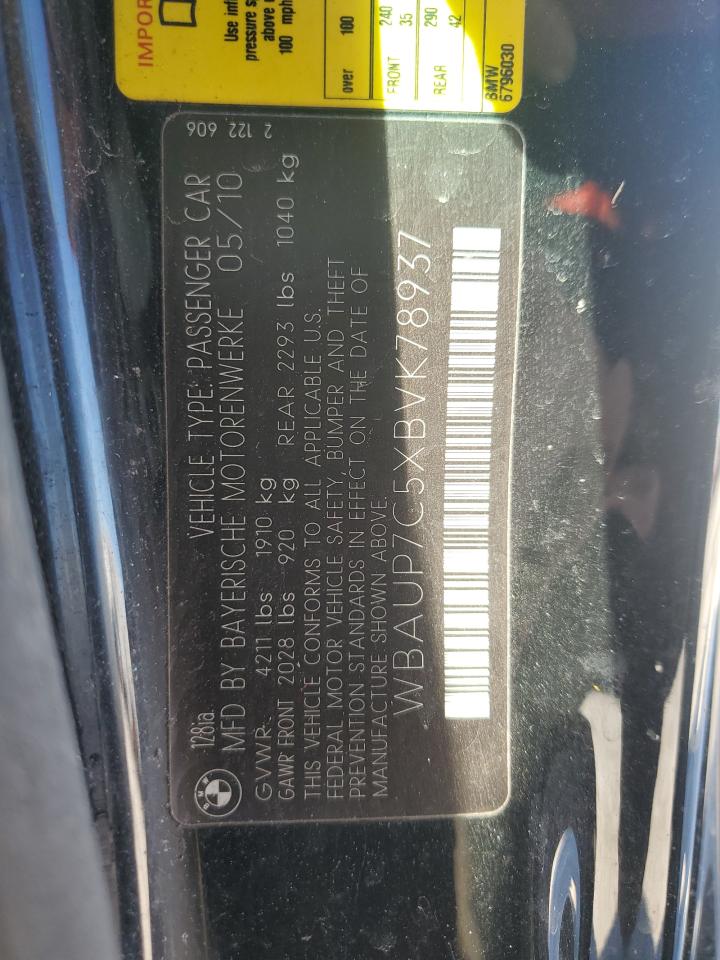 IMPOR
Use inf
pressure s
above
100 mph
over 100
FRONT 240 35
REAR 290 42
BMW
6796030
2 122 606
BMW
128ia VEHICLE TYPE: PASSENGER CAR
MFD BY BAYERISCHE MOTORENWERKE 05/10
GVWR 4211 lbs 1910 kg
GAWR FRONT 2028 lbs 920 kg REAR 2293 lbs 1040 kg
THIS VEHICLE CONFORMS TO ALL APPLICABLE U.S.
FEDERAL MOTOR VEHICLE SAFETY, BUMPER AND THEFT
PREVENTION STANDARDS IN EFFECT ON THE DATE OF
MANUFACTURE SHOWN ABOVE.
WBAUP7C5XBVK78937